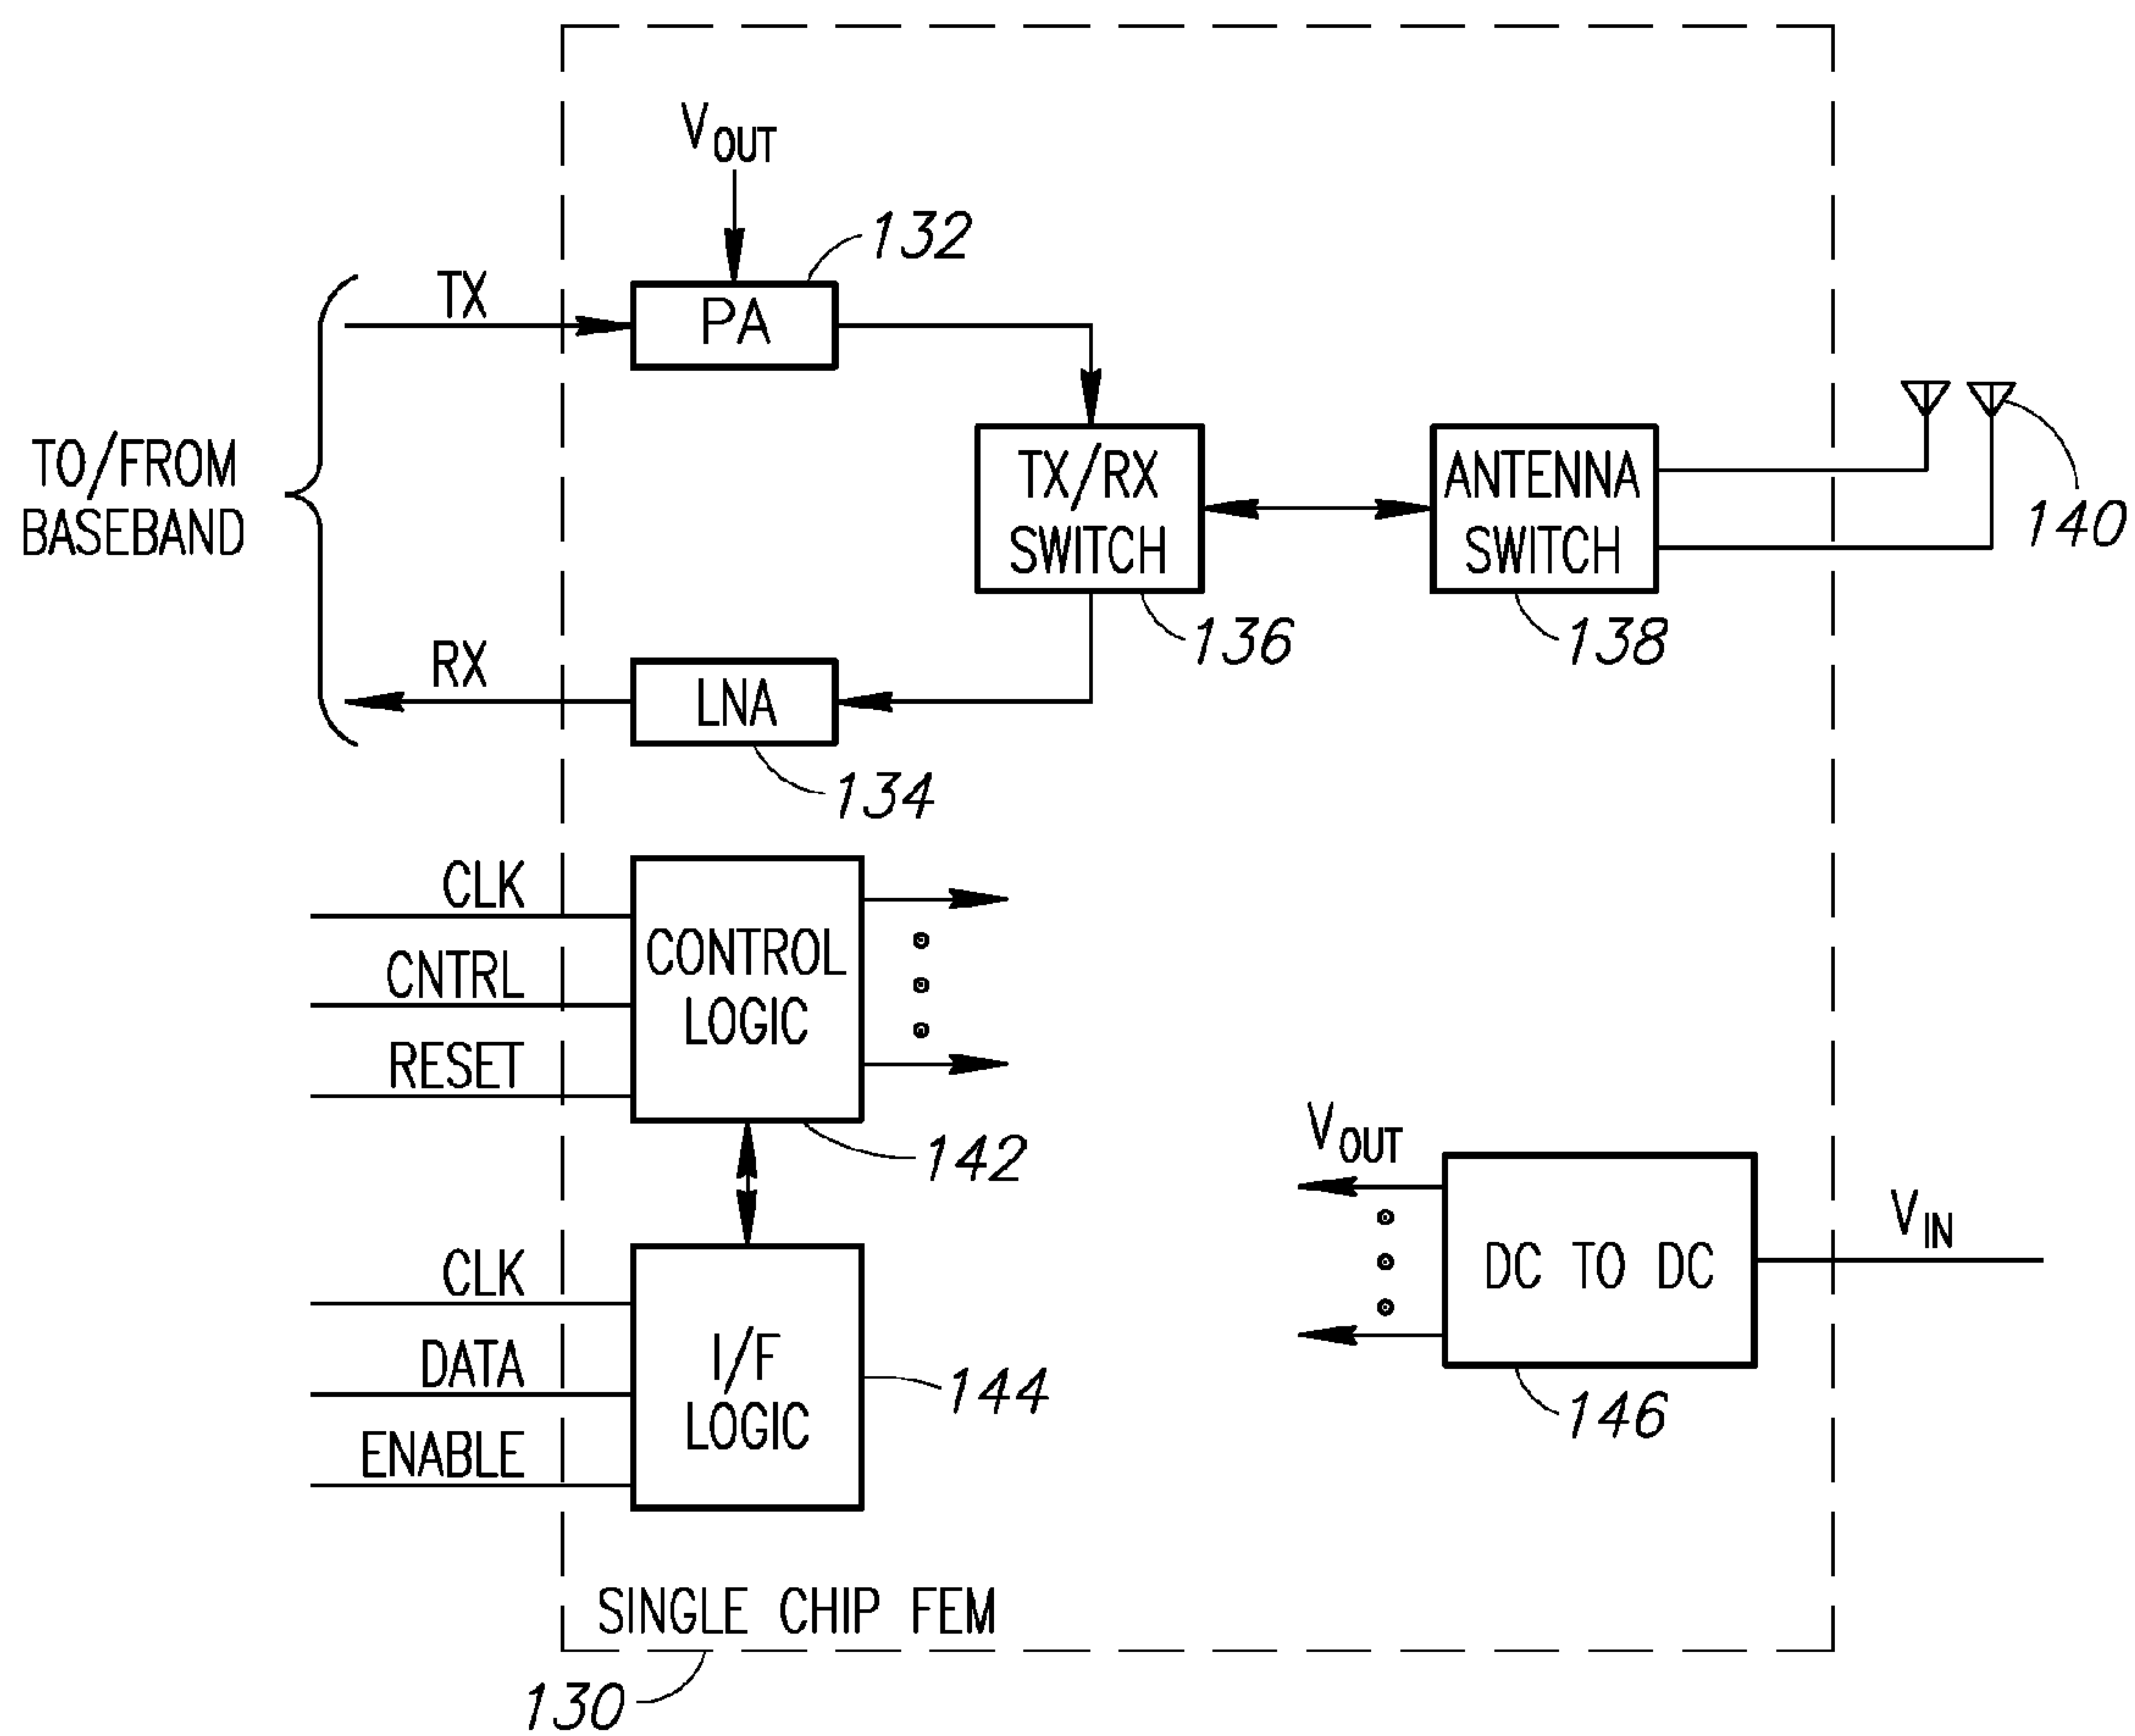 V_OUT
132
TX
PA
TO/FROM
BASEBAND
TX/RX
SWITCH
ANTENNA
SWITCH
140
136
138
RX
LNA
134
CLK
CNTRL
RESET
CONTROL
LOGIC
142
V_OUT
DC TO DC
V_IN
146
CLK
DATA
ENABLE
I/F
LOGIC
144
SINGLE CHIP FEM
130